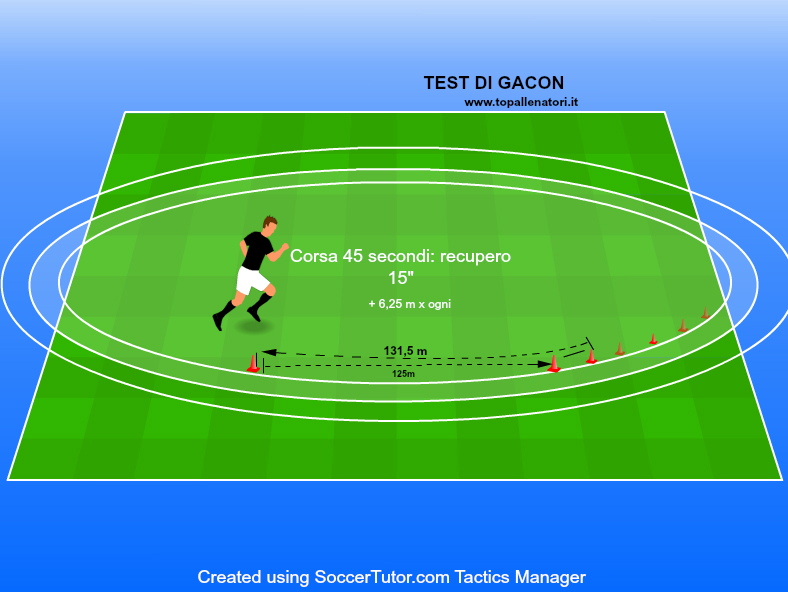 TEST DI GACON
www.topallenatori.it
Corsa 45 secondi: recupero
15"
+ 6,25 m x ogni
131,5 m
125m
Created using SoccerTutor.com Tactics Manager